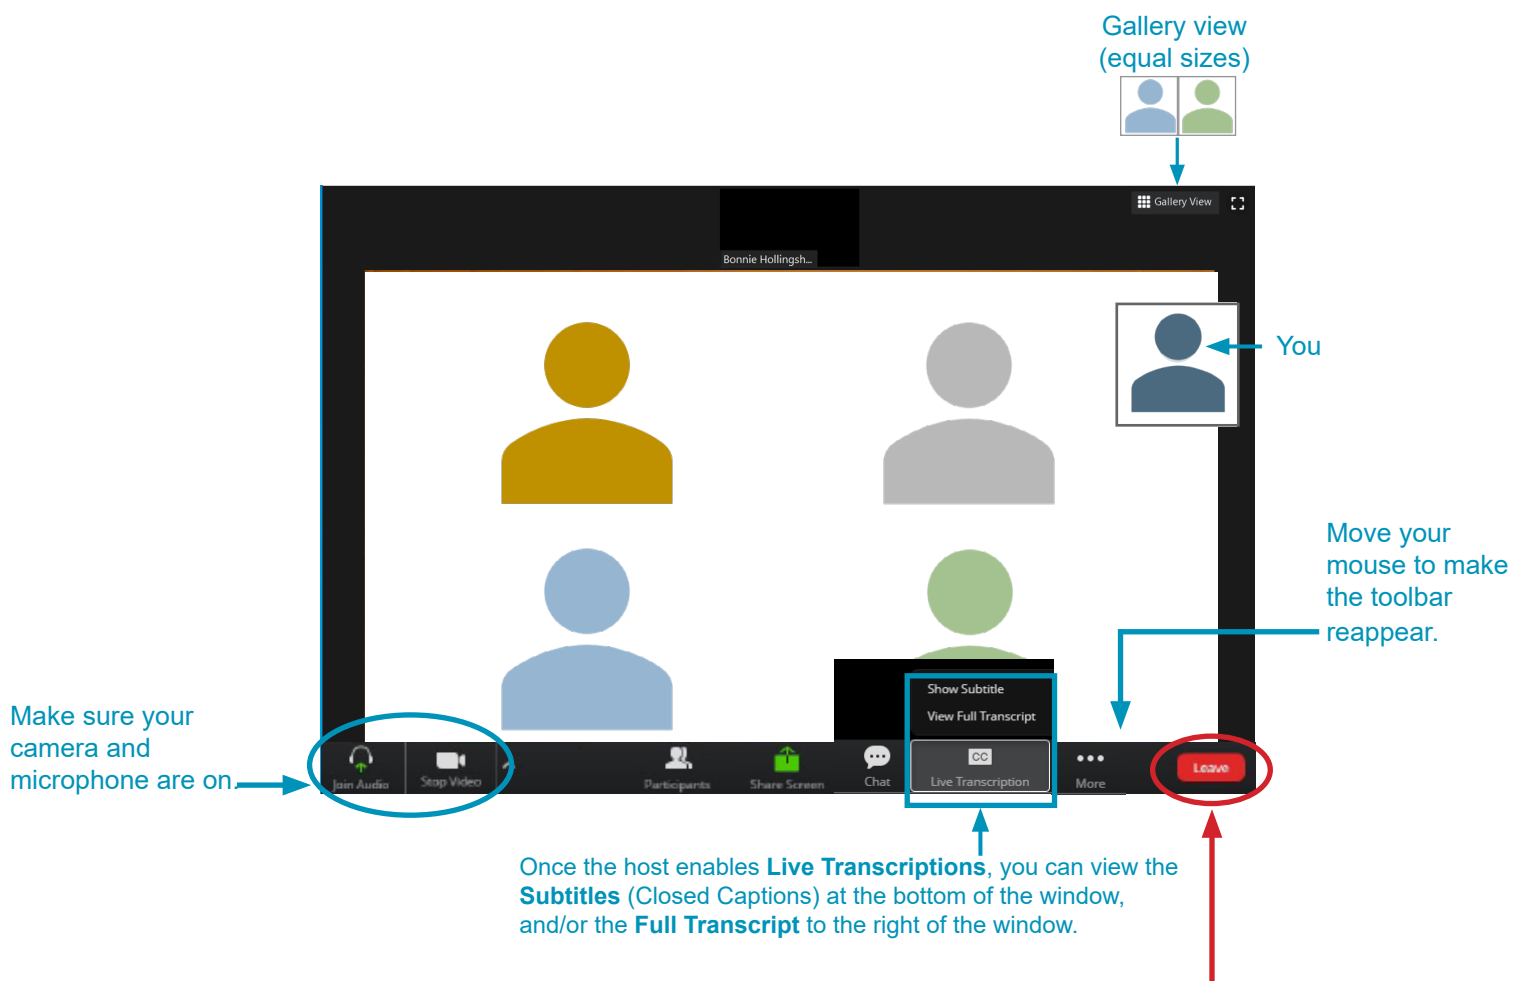 Gallery view
(equal sizes)
Gallery View
Bonnie Hollingsh...
You
Move your
mouse to make
the toolbar
reappear.
Show Subtitle
View Full Transcript
Make sure your
camera and
microphone are on.
Join Audio
Stop Video
Participants
Share Screen
Chat
CC
Live Transcription
More
Leave
Once the host enables Live Transcriptions, you can view the
Subtitles (Closed Captions) at the bottom of the window,
and/or the Full Transcript to the right of the window.